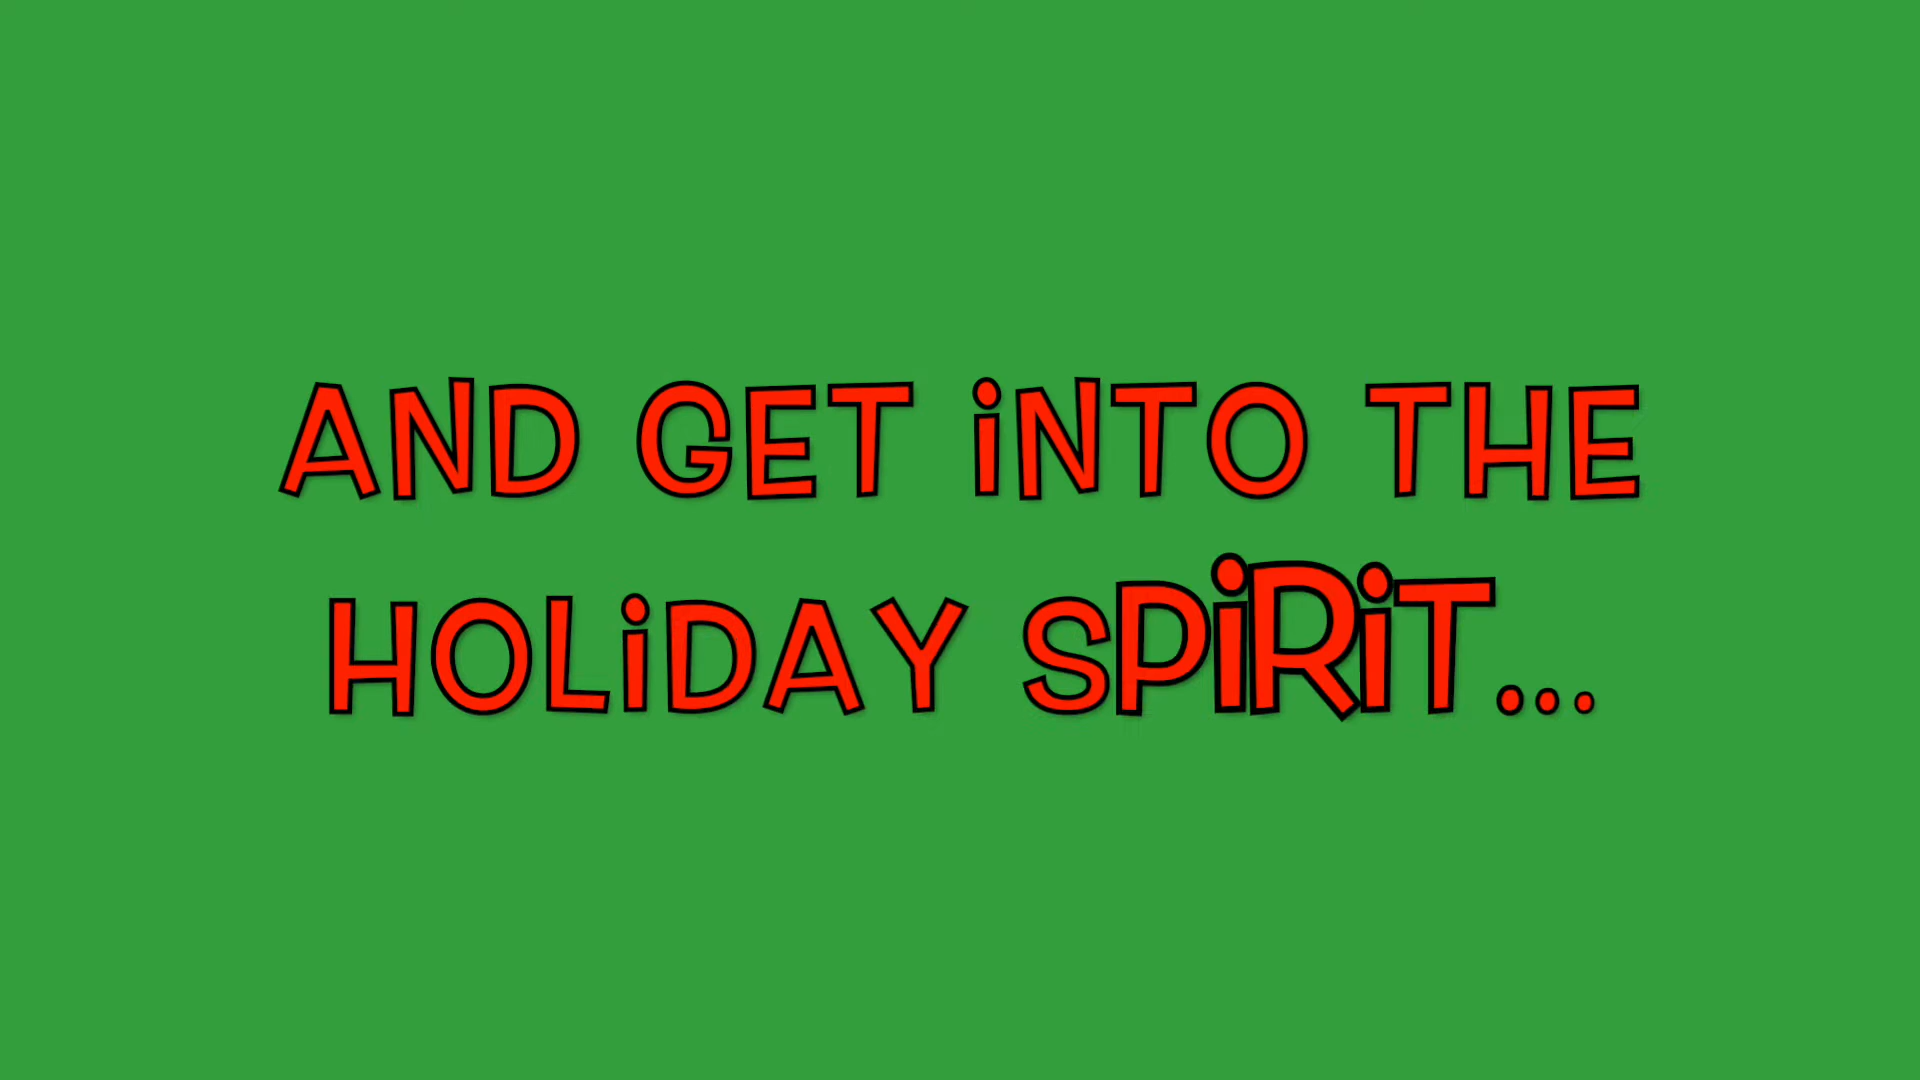 AND GET iNTO THE
HOLiDAY SPiRiT...